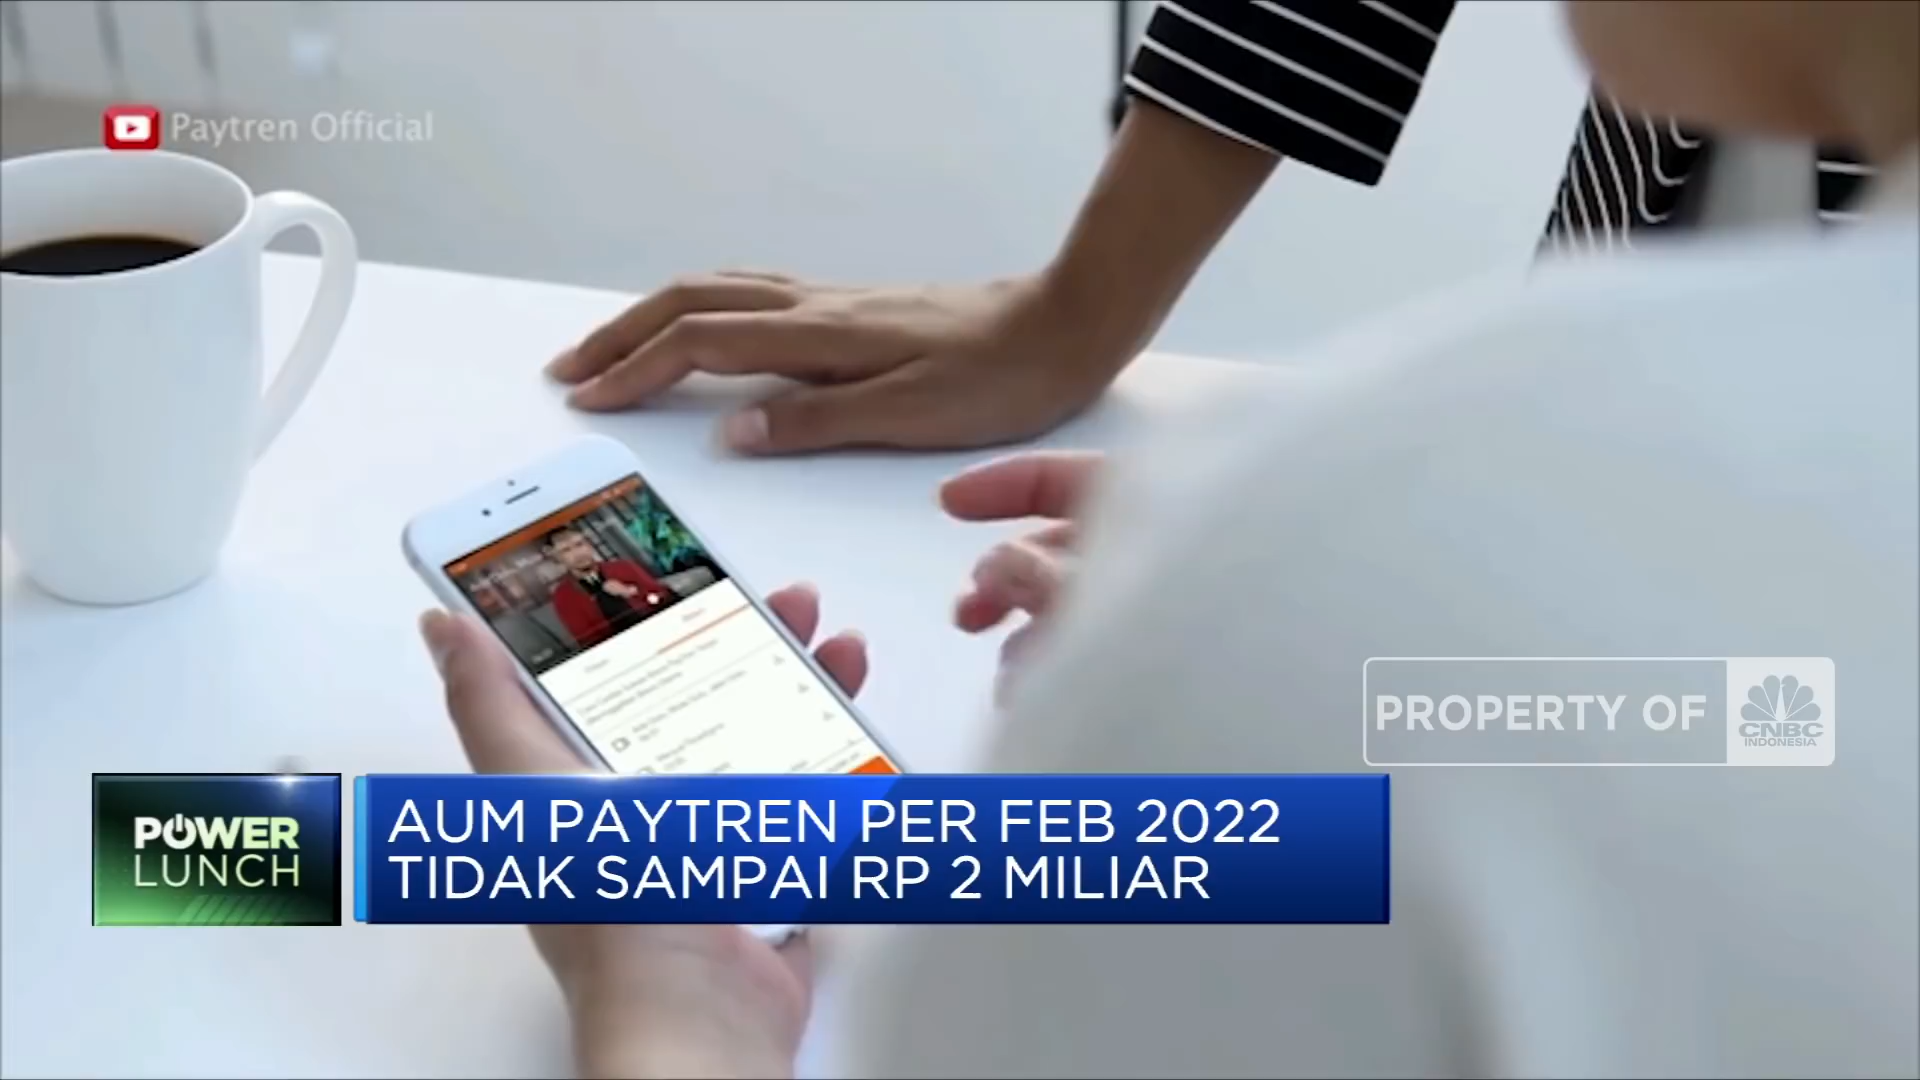 Paytren Official
PROPERTY OF
CNBC
INDONESIA
POWER
LUNCH
AUM PAYTREN PER FEB 2022
TIDAK SAMPAI RP 2 MILIAR